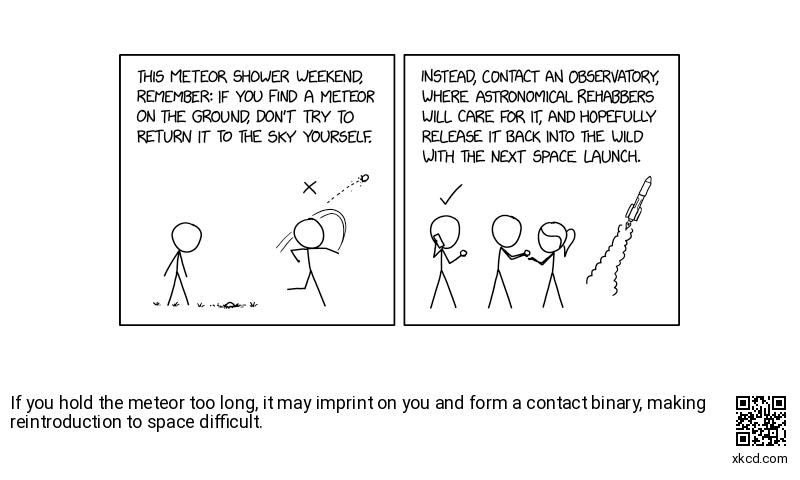 THIS METEOR SHOWER WEEKEND,
REMEMBER: IF YOU FIND A METEOR
ON THE GROUND, DON'T TRY TO
RETURN IT TO THE SKY YOURSELF.
INSTEAD, CONTACT AN OBSERVATORY,
WHERE ASTRONOMICAL REHABBERS
WILL CARE FOR IT, AND HOPEFULLY
RELEASE IT BACK INTO THE WILD
WITH THE NEXT SPACE LAUNCH.
If you hold the meteor too long, it may imprint on you and form a contact binary, making
reintroduction to space difficult.
xkcd.com